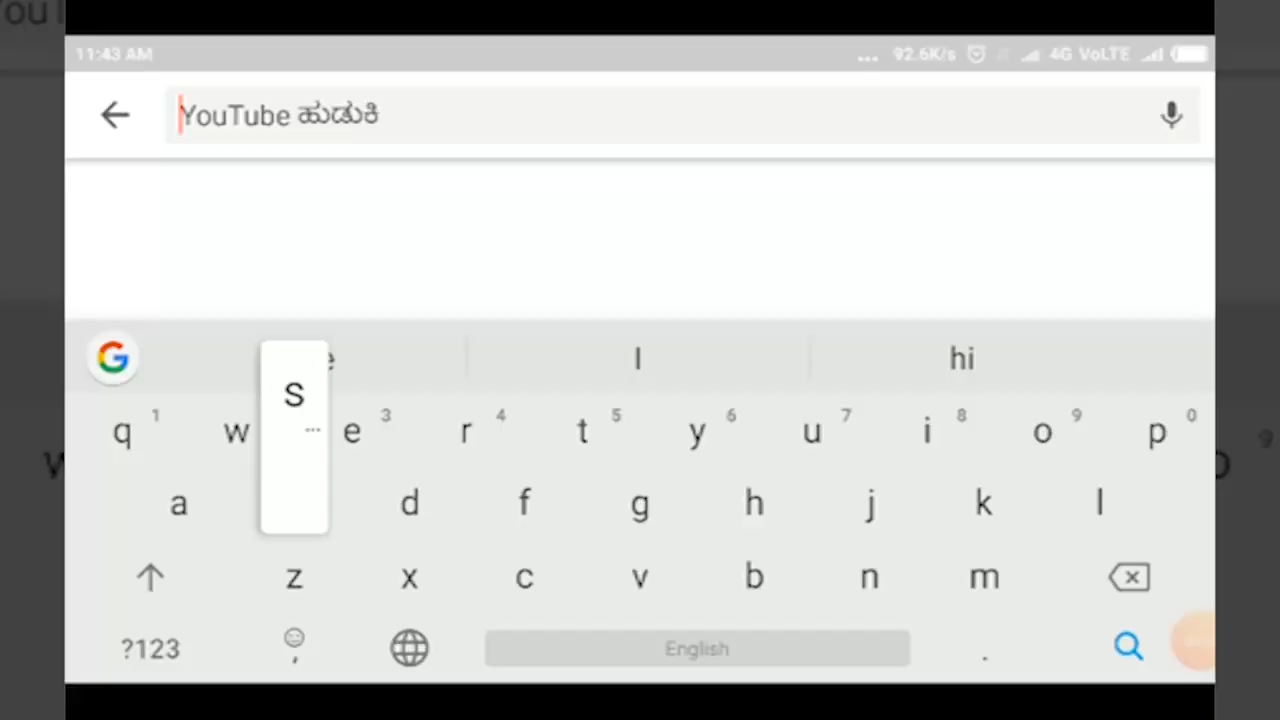 11:43 AM ... 92.6K/s 4G VoLTE
YouTube ಹುಡುಕಿ
G I hi
q 1 w e 3 r 4 t 5 y 6 u 7 i 8 o 9 p 0
S ...
a d f g h j k l
z x c v b n m
?123 , English .